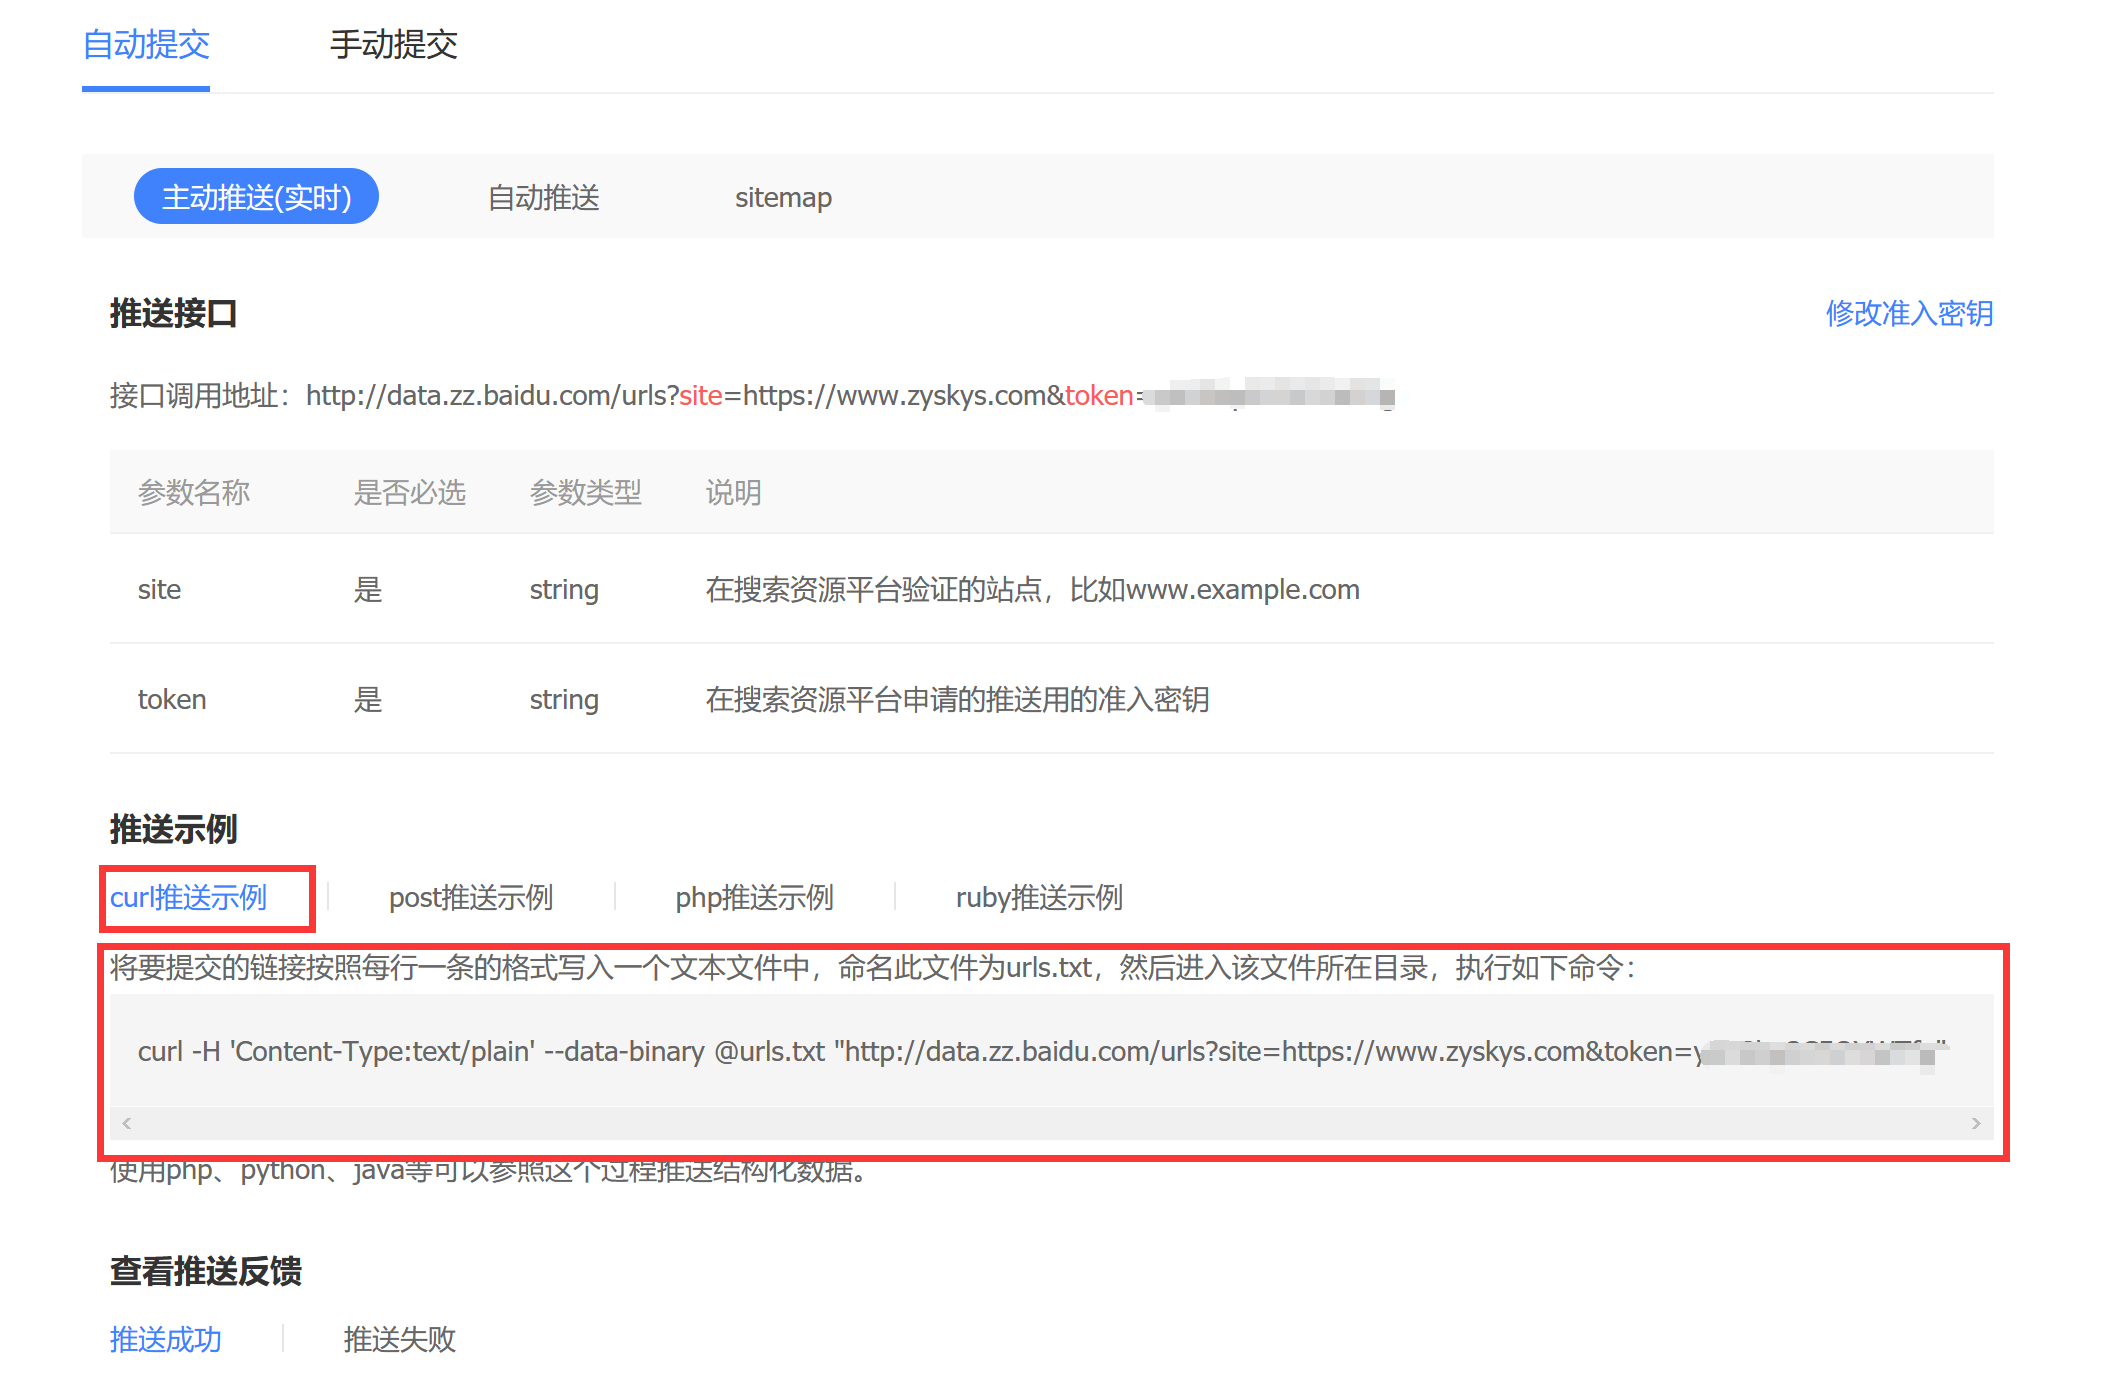 自动提交 手动提交
主动推送(实时) 自动推送 sitemap
推送接口 修改准入密钥
接口调用地址：http://data.zz.baidu.com/urls?site=https://www.zyskys.com&token=
参数名称 是否必选 参数类型 说明
site 是 string 在搜索资源平台验证的站点，比如www.example.com
token 是 string 在搜索资源平台申请的推送用的准入密钥
推送示例
curl推送示例 post推送示例 php推送示例 ruby推送示例
将要提交的链接按照每行一条的格式写入一个文本文件中，命名此文件为urls.txt，然后进入该文件所在目录，执行如下命令：
curl -H 'Content-Type:text/plain' --data-binary @urls.txt "http://data.zz.baidu.com/urls?site=https://www.zyskys.com&token=
使用php、python、java等可以参照这个过程推送结构化数据。
查看推送反馈
推送成功 推送失败